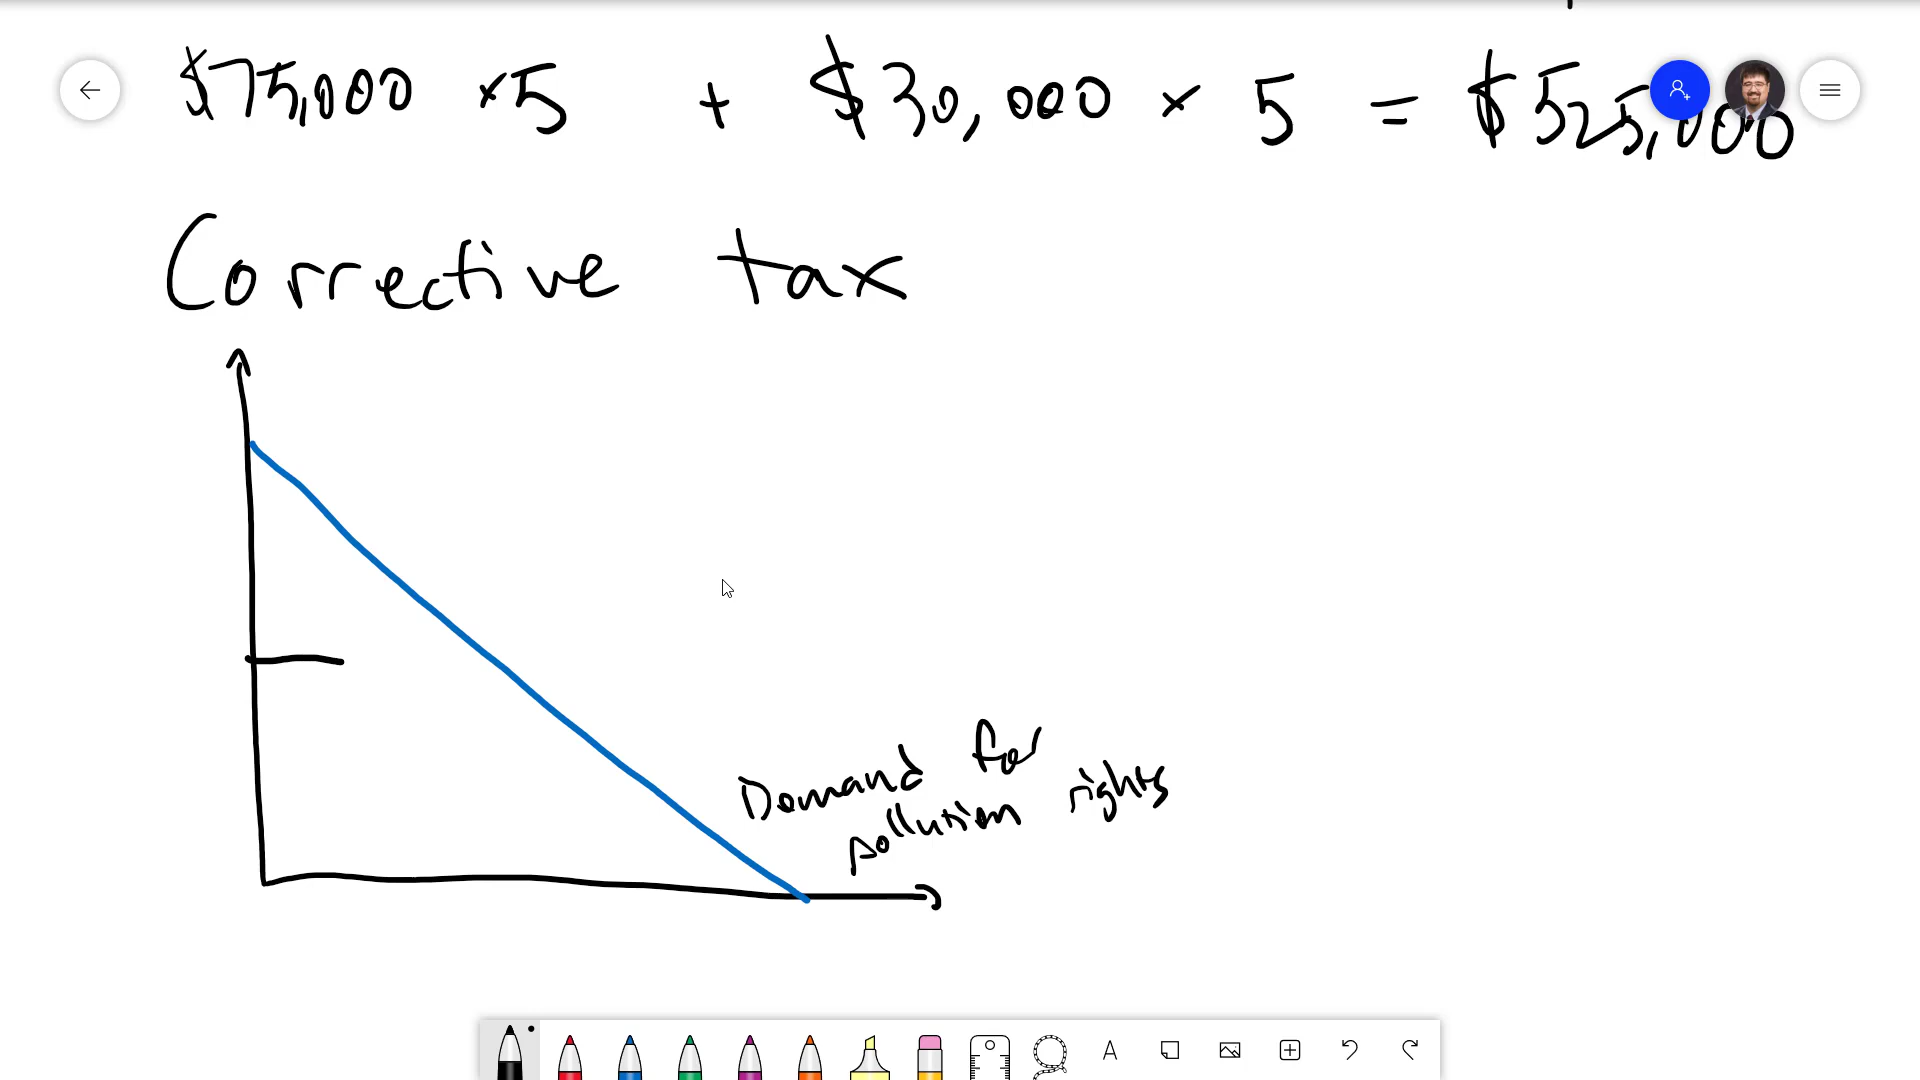 $75,000 × 5 + $30,000 × 5 = $525,000
Corrective tax
Demand for
pollution rights
A